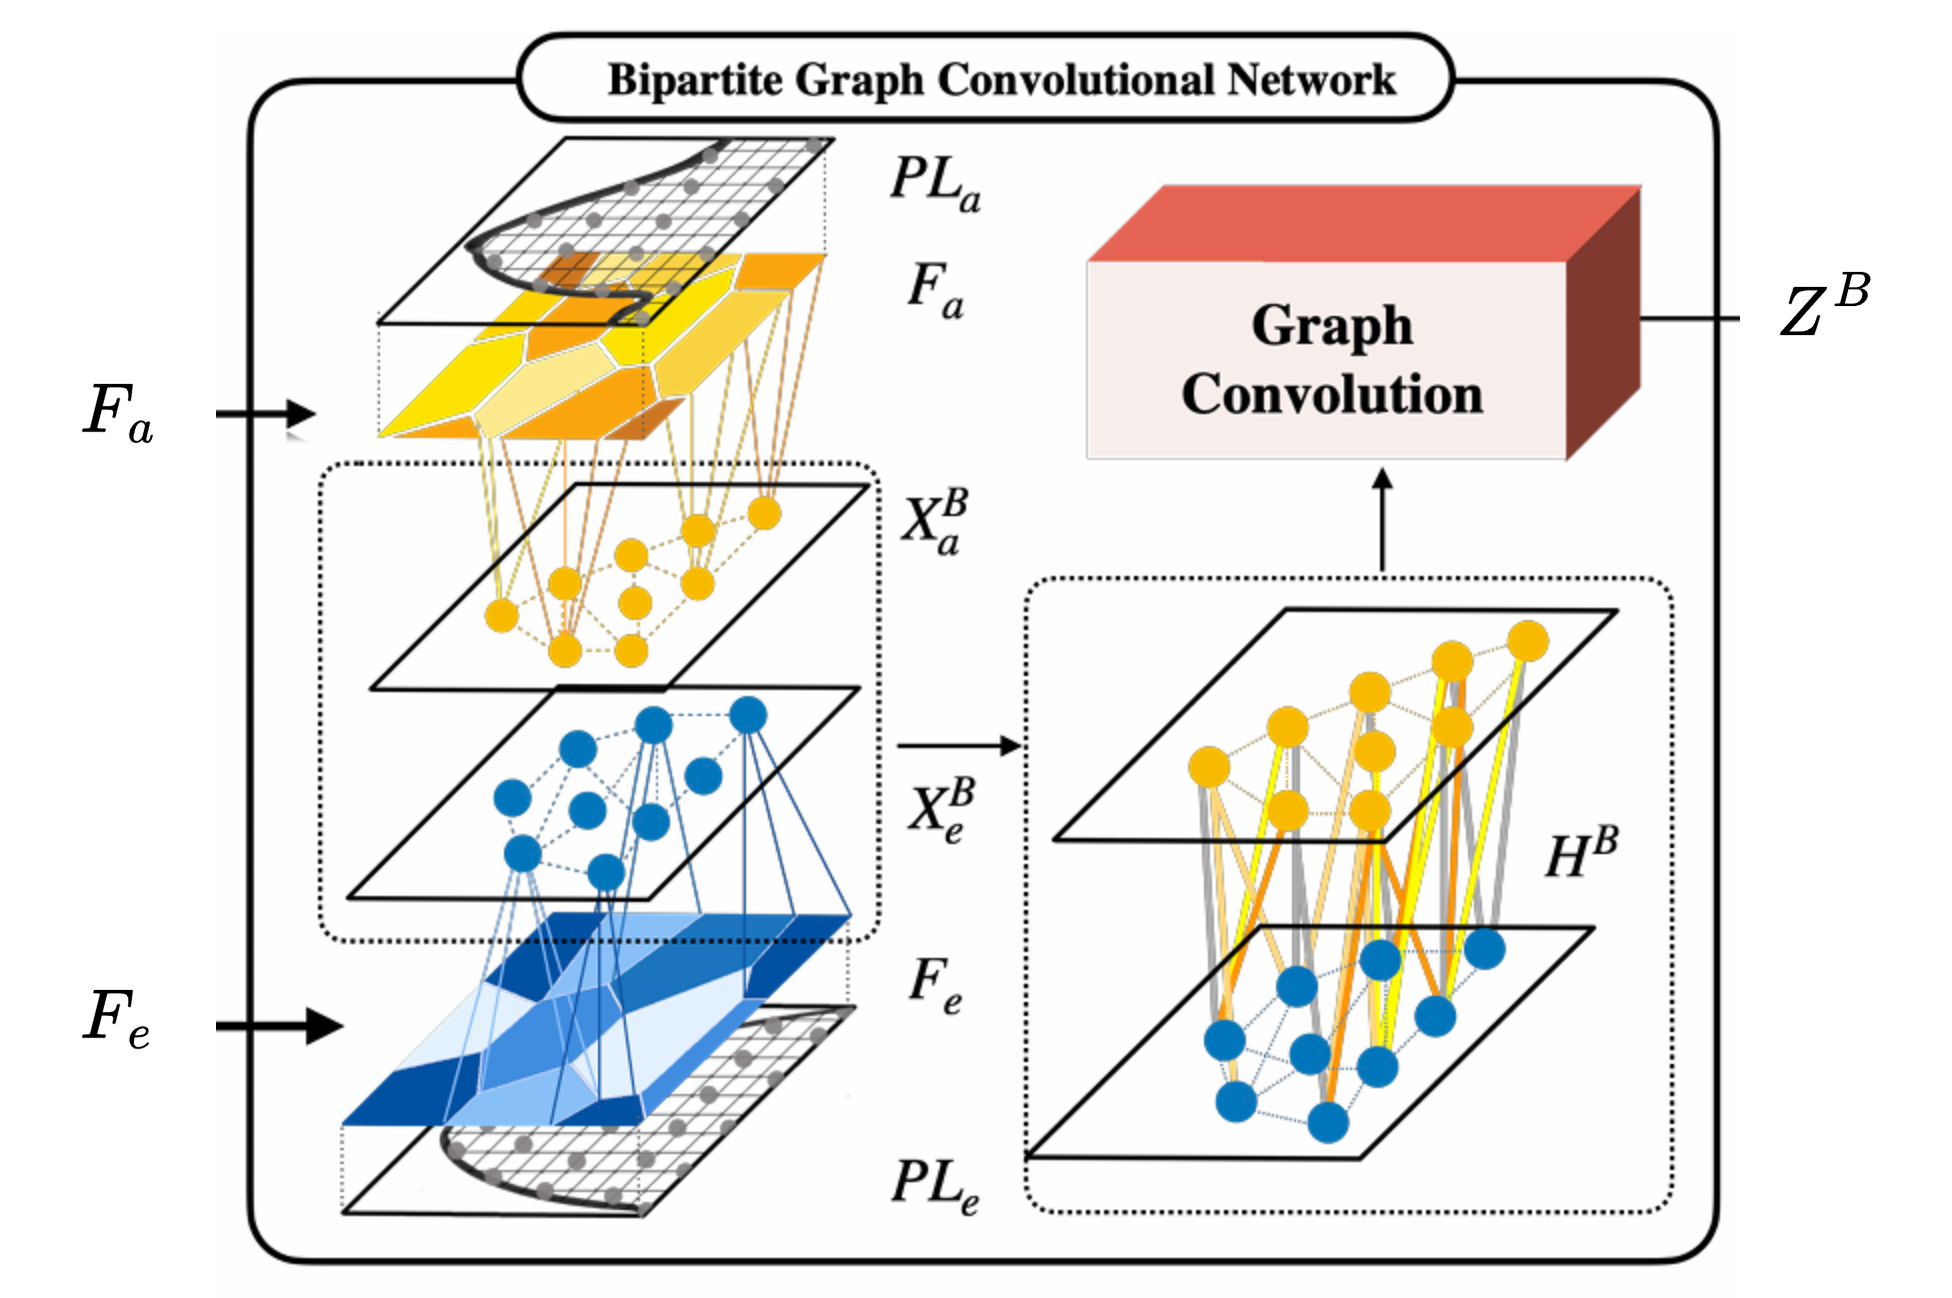 Bipartite Graph Convolutional Network
PL_a
F_a
F_a
X_a^B
Graph
Convolution
Z^B
X_e^B
H^B
F_e
F_e
PL_e